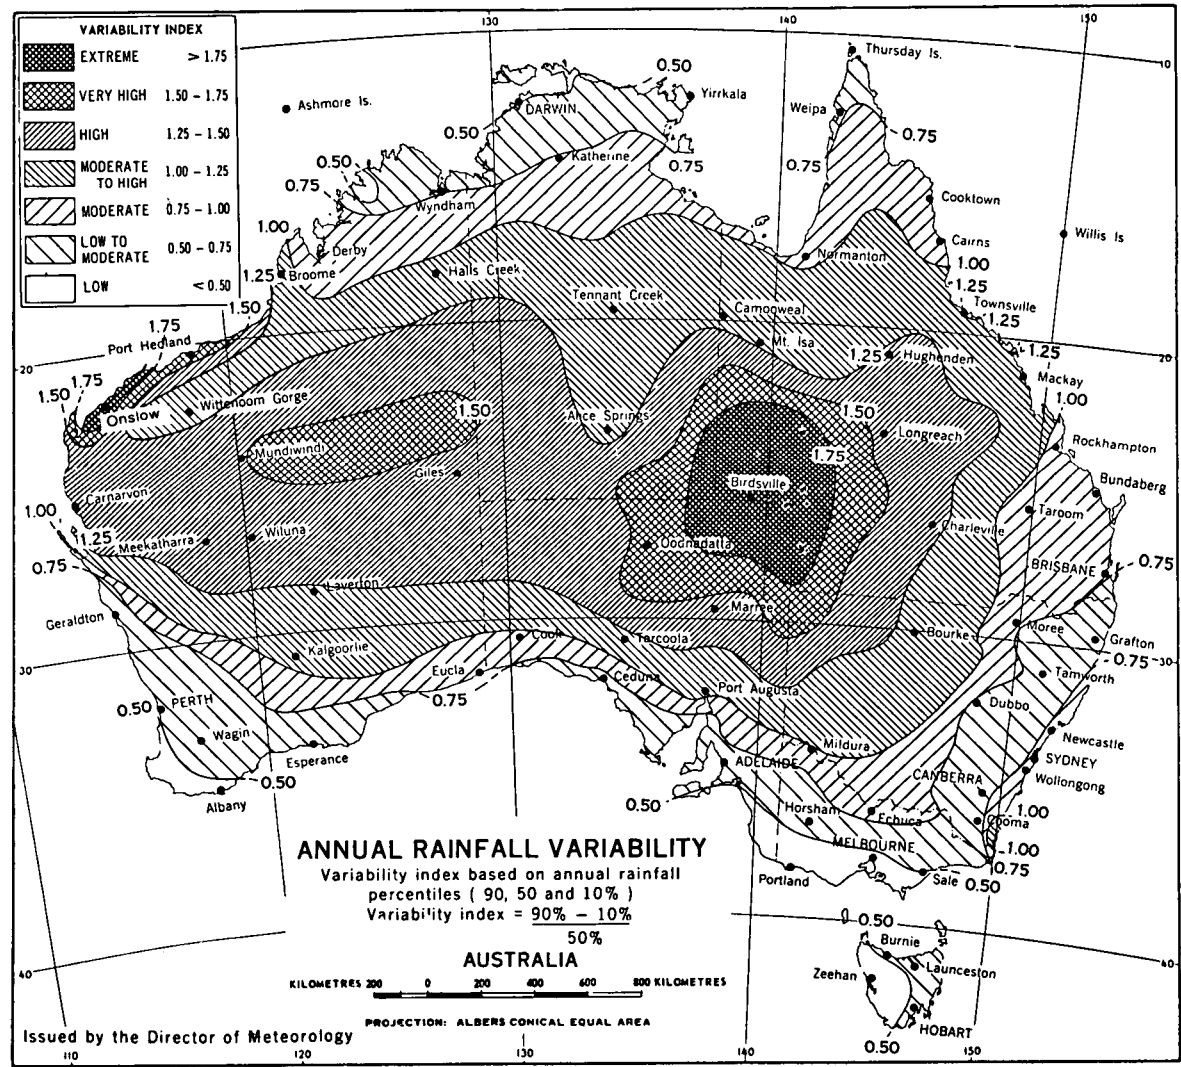 130
140
150
VARIABILITY INDEX
EXTREME > 1.75
VERY HIGH 1.50 - 1.75
HIGH 1.25 - 1.50
MODERATE TO HIGH 1.00 - 1.25
MODERATE 0.75 - 1.00
LOW TO MODERATE 0.50 - 0.75
LOW < 0.50
Thursday Is.
10
0.50
Yirrkala
Ashmore Is.
DARWIN
Weipa
0.50
0.75
0.50
Katherine
0.75
0.75
0.75
Wyndham
Cooktown
1.00
Derby
Cairns
Willis Is
Normanton
1.00
1.25
Broome
Halls Creek
1.25
Tennant Creek
Camooweal
Townsville
1.50
1.25
1.75
Port Hedland
Mt. Isa
1.25
Hughenden
1.25
20
20
1.50
1.75
Mackay
1.00
Onslow
Wittenoom Gorge
1.50
Alice Springs
1.50
Longreach
Rockhampton
Mundiwindi
1.75
Giles
Birdsville
Bundaberg
Carnarvon
1.00
Taroom
1.25
Meekatharra
Wiluna
Charleville
Oodnadatta
0.75
BRISBANE
0.75
Laverton
Marree
Geraldton
Cook
Tarcoola
Bourke
Moree
Grafton
Kalgoorlie
0.75
30
30
Eucla
Ceduna
Tamworth
0.50
PERTH
0.75
Port Augusta
Dubbo
Wagin
Mildura
Newcastle
Esperance
ADELAIDE
SYDNEY
0.50
CANBERRA
Wollongong
Albany
0.50
Horsham
Echuca
1.00
Cooma
MELBOURNE
1.00
0.75
Portland
Sale
0.50
ANNUAL RAINFALL VARIABILITY
Variability index based on annual rainfall
percentiles ( 90, 50 and 10% )
Variability index = 90% - 10%
50%
0.50
Burnie
AUSTRALIA
Zeehan
Launceston
40
40
KILOMETRES 200 0 200 400 600 800 KILOMETRES
HOBART
PROJECTION: ALBERS CONICAL EQUAL AREA
0.50
Issued by the Director of Meteorology
110
120
130
140
150